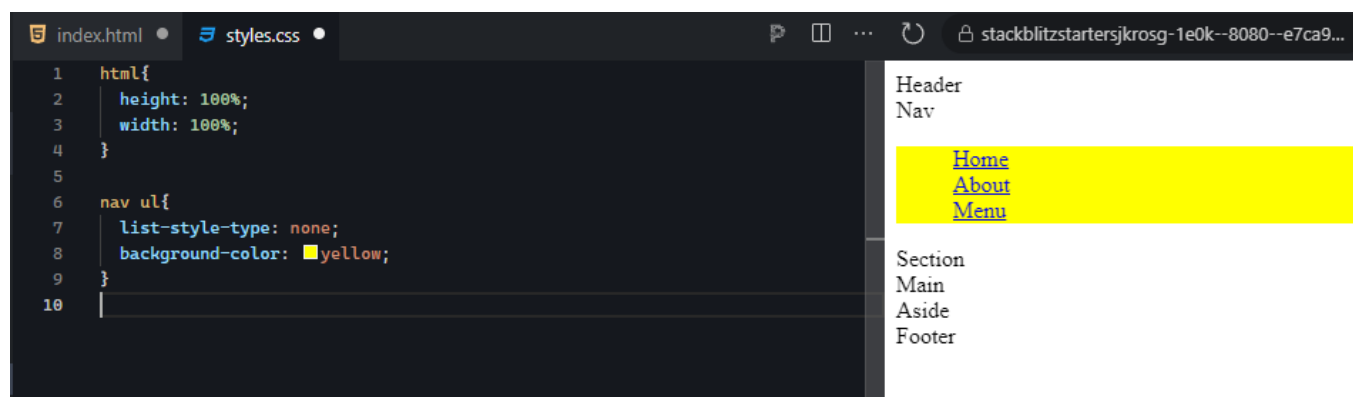 index.html styles.css stackblitzstartersjkrosg-1e0k--8080--e7ca9...
1 html{
2 height: 100%;
3 width: 100%;
4 }
5
6 nav ul{
7 list-style-type: none;
8 background-color: yellow;
9 }
10
Header
Nav
Home
About
Menu
Section
Main
Aside
Footer